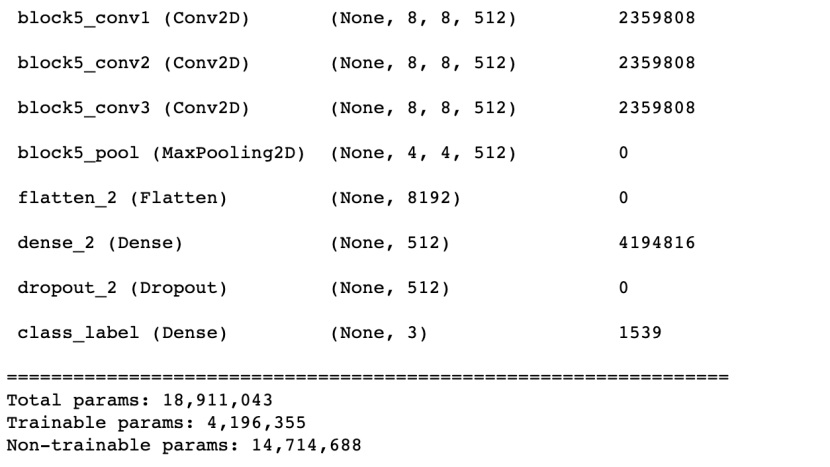 block5_conv1 (Conv2D) (None, 8, 8, 512) 2359808
block5_conv2 (Conv2D) (None, 8, 8, 512) 2359808
block5_conv3 (Conv2D) (None, 8, 8, 512) 2359808
block5_pool (MaxPooling2D) (None, 4, 4, 512) 0
flatten_2 (Flatten) (None, 8192) 0
dense_2 (Dense) (None, 512) 4194816
dropout_2 (Dropout) (None, 512) 0
class_label (Dense) (None, 3) 1539
=================================================================
Total params: 18,911,043
Trainable params: 4,196,355
Non-trainable params: 14,714,688